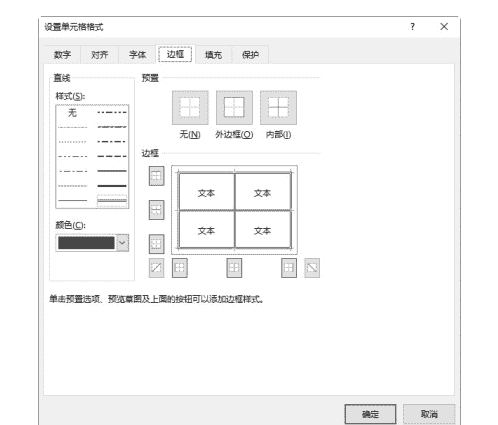 设置单元格格式 ? ×
数字 对齐 字体 边框 填充 保护
直线
样式(S):
无
颜色(C):
预置
无(N) 外边框(O) 内部(I)
边框
文本 文本
文本 文本
单击预置选项、预览草图及上面的按钮可以添加边框样式。
确定 取消